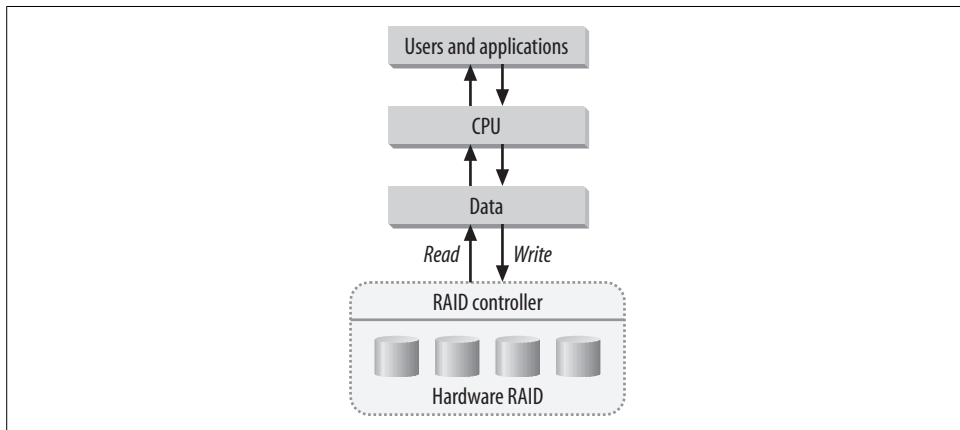 Users and applications
CPU
Data
Read Write
RAID controller
Hardware RAID